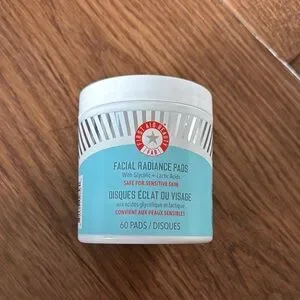 FIRST AID BEAUTY
FAB
FACIAL RADIANCE PADS
With Glycolic + Lactic Acids
SAFE FOR SENSITIVE SKIN
DISQUES ÉCLAT DU VISAGE
aux acides glycolique et lactique
CONVIENT AUX PEAUX SENSIBLES
60 PADS / DISQUES